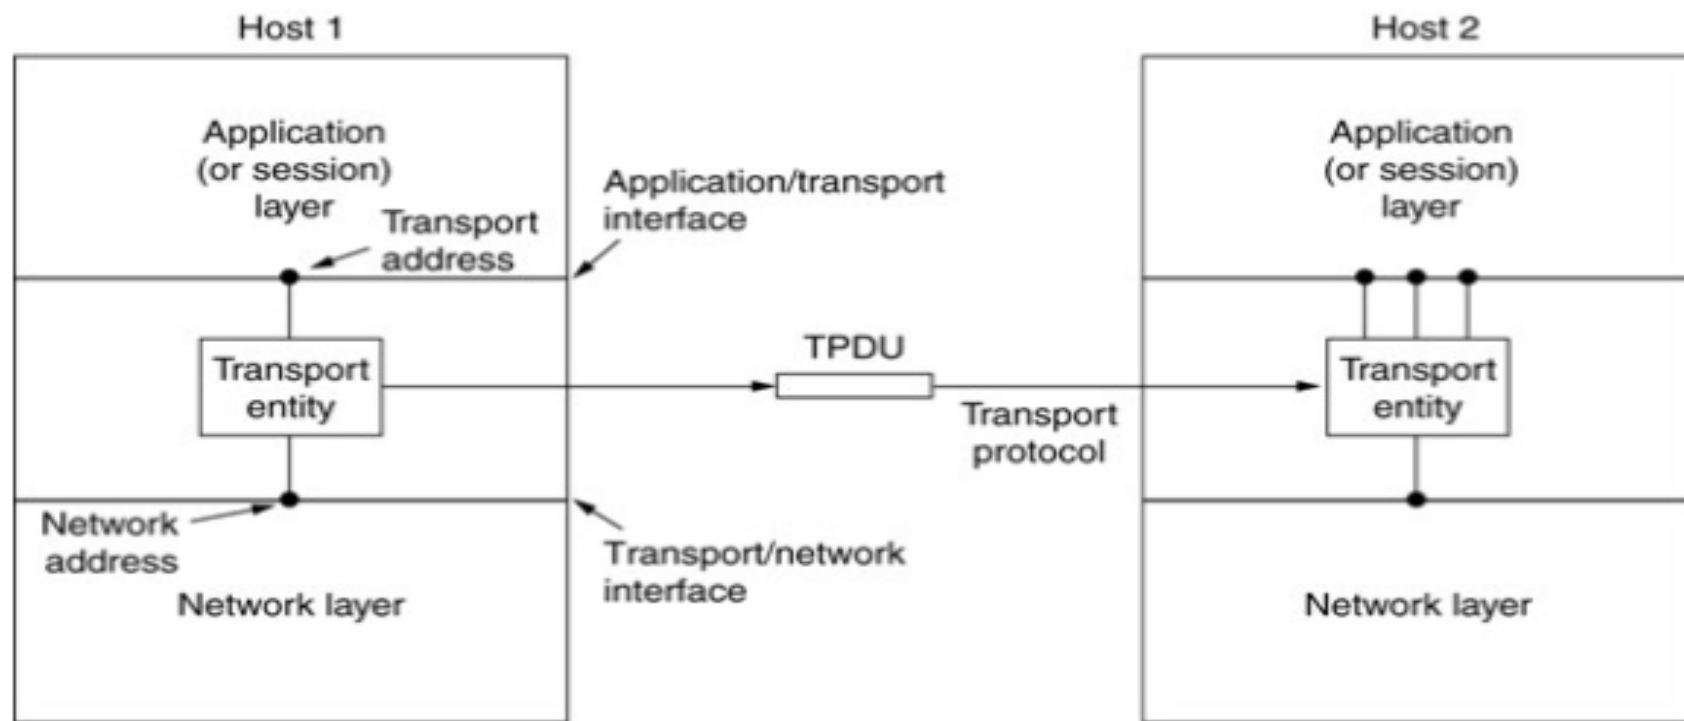 Host 1
Host 2
Application
(or session)
layer
Transport
address
Application/transport
interface
Application
(or session)
layer
Transport
entity
TPDU
Transport
protocol
Transport
entity
Network
address
Network layer
Transport/network
interface
Network layer